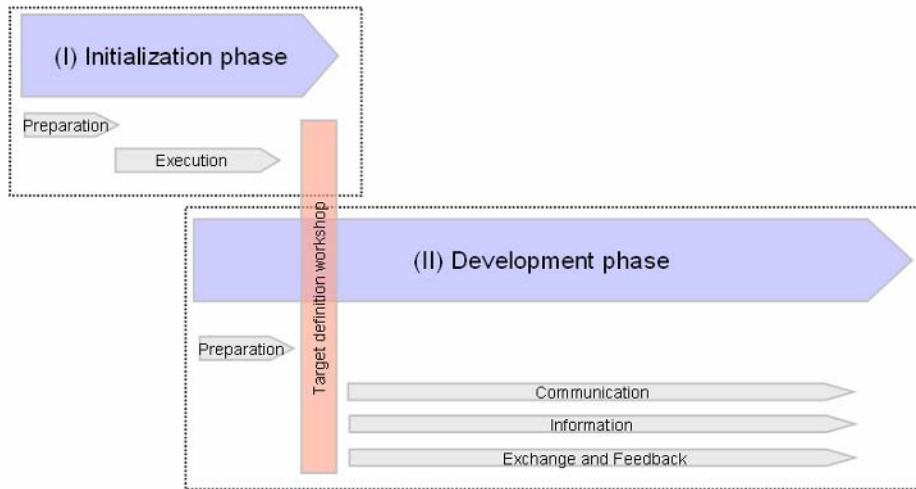 (I) Initialization phase
Preparation
Execution
Target definition workshop
(II) Development phase
Preparation
Communication
Information
Exchange and Feedback